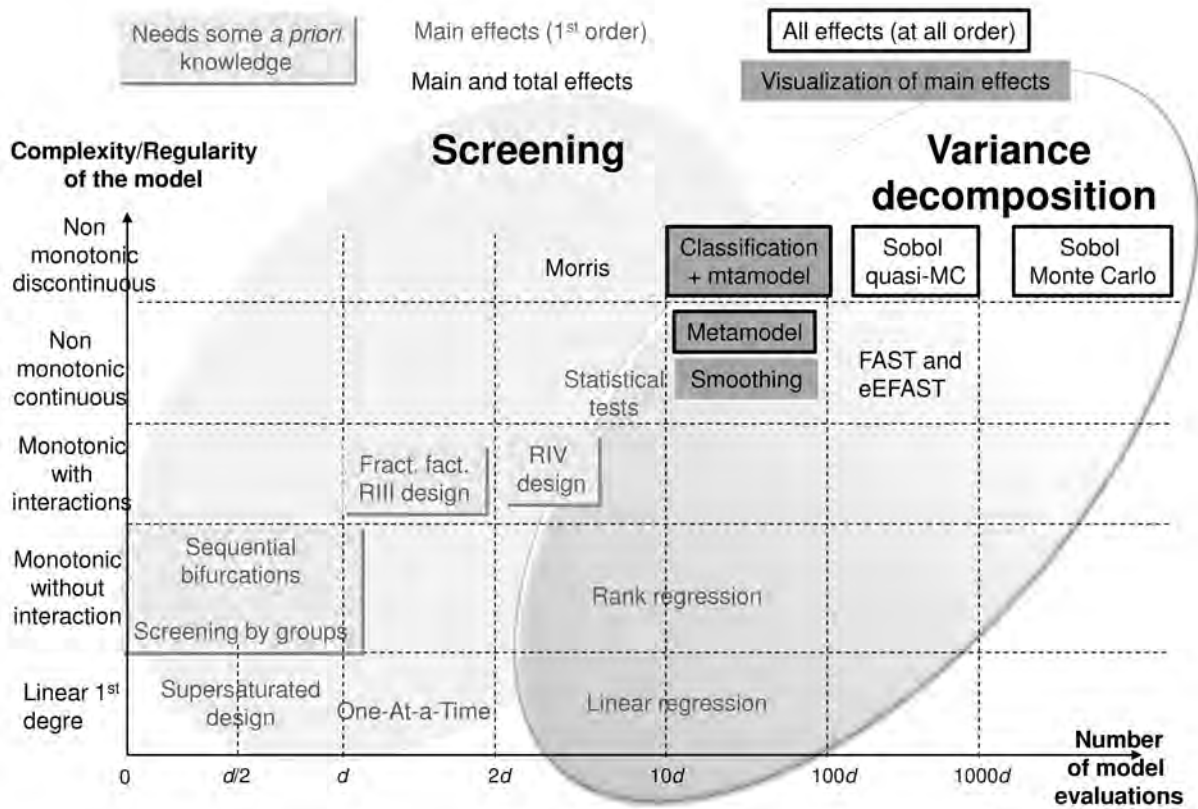 Needs some a priori
knowledge
Main effects (1st order)
Main and total effects
All effects (at all order)
Visualization of main effects
Complexity/Regularity
of the model
Screening
Variance
decomposition
Non
monotonic
discontinuous
Morris
Classification
+ mtamodel
Sobol
quasi-MC
Sobol
Monte Carlo
Non
monotonic
continuous
Statistical
tests
Metamodel
Smoothing
FAST and
eEFAST
Monotonic
with
interactions
Fract. fact.
RIII design
RIV
design
Monotonic
without
interaction
Sequential
bifurcations
Screening by groups
Rank regression
Linear 1st
degre
Supersaturated
design
One-At-a-Time
Linear regression
0
d/2
d
2d
10d
100d
1000d
Number
of model
evaluations